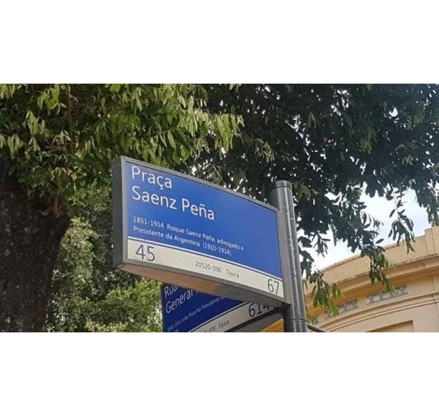 Praça
Saenz Peña
1851-1914 Roque Saenz Peña, advogado e
Presidente da Argentina (1910-1914)
45 20520-090 Tijuca 67
Rua
General
Tijuca 614